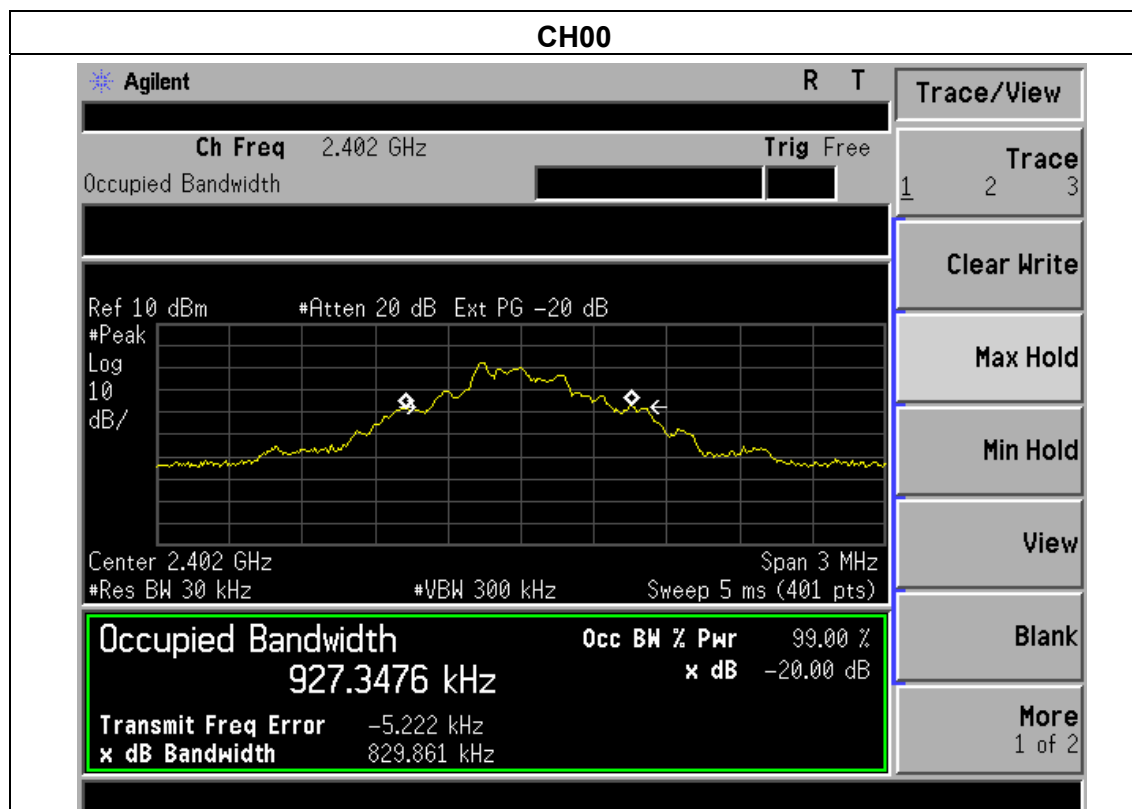 CH00
Agilent R T
Trace/View
Ch Freq 2.402 GHz Trig Free
Occupied Bandwidth
Trace
1 2 3
Clear Write
Ref 10 dBm #Atten 20 dB Ext PG -20 dB
#Peak
Log
10
dB/
Max Hold
Min Hold
View
Center 2.402 GHz Span 3 MHz
#Res BW 30 kHz #VBW 300 kHz Sweep 5 ms (401 pts)
Occupied Bandwidth Occ BW % Pwr 99.00 %
927.3476 kHz x dB -20.00 dB
Transmit Freq Error -5.222 kHz
x dB Bandwidth 829.861 kHz
Blank
More
1 of 2